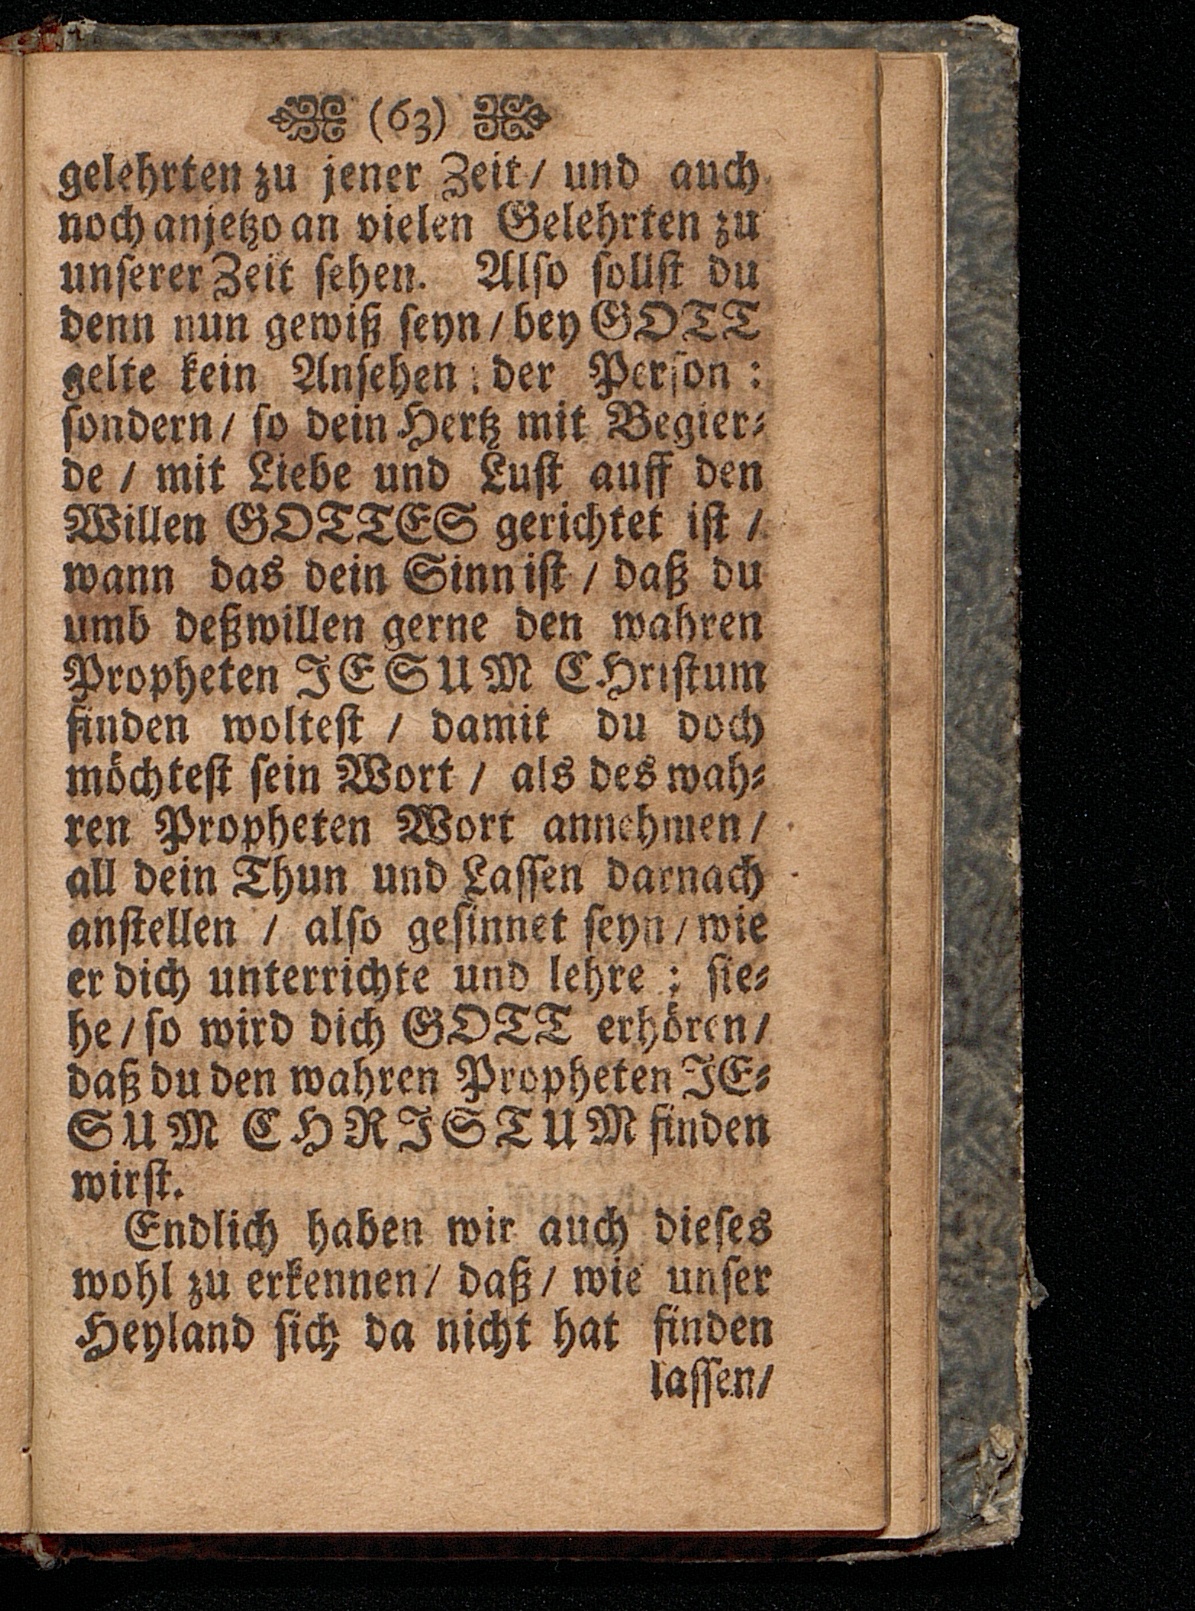 (63)
gelehrten zu jener Zeit / und auch
noch anjetzo an vielen Gelehrten zu
unserer Zeit sehen. Also sollst du
denn nun gewiß seyn / bey GOTT
gelte kein Ansehen der Person :
sondern / so dein Hertz mit Begier-
de / mit Liebe und Lust auff den
Willen GOTTES gerichtet ist /
wann das dein Sinn ist / daß du
umb deßwillen gerne den wahren
Propheten JESUM CHristum
finden woltest / damit du doch
möchtest sein Wort / als des wah-
ren Propheten Wort annehmen /
all dein Thun und Lassen darnach
anstellen / also gesinnet seyn / wie
er dich unterrichte und lehre : sie-
he / so wird dich GOTT erhören /
daß du den wahren Propheten JE-
SUM CHRISTUM finden
wirst.
Endlich haben wir auch dieses
wohl zu erkennen / daß / wie unser
Heyland sich da nicht hat finden
lassen /